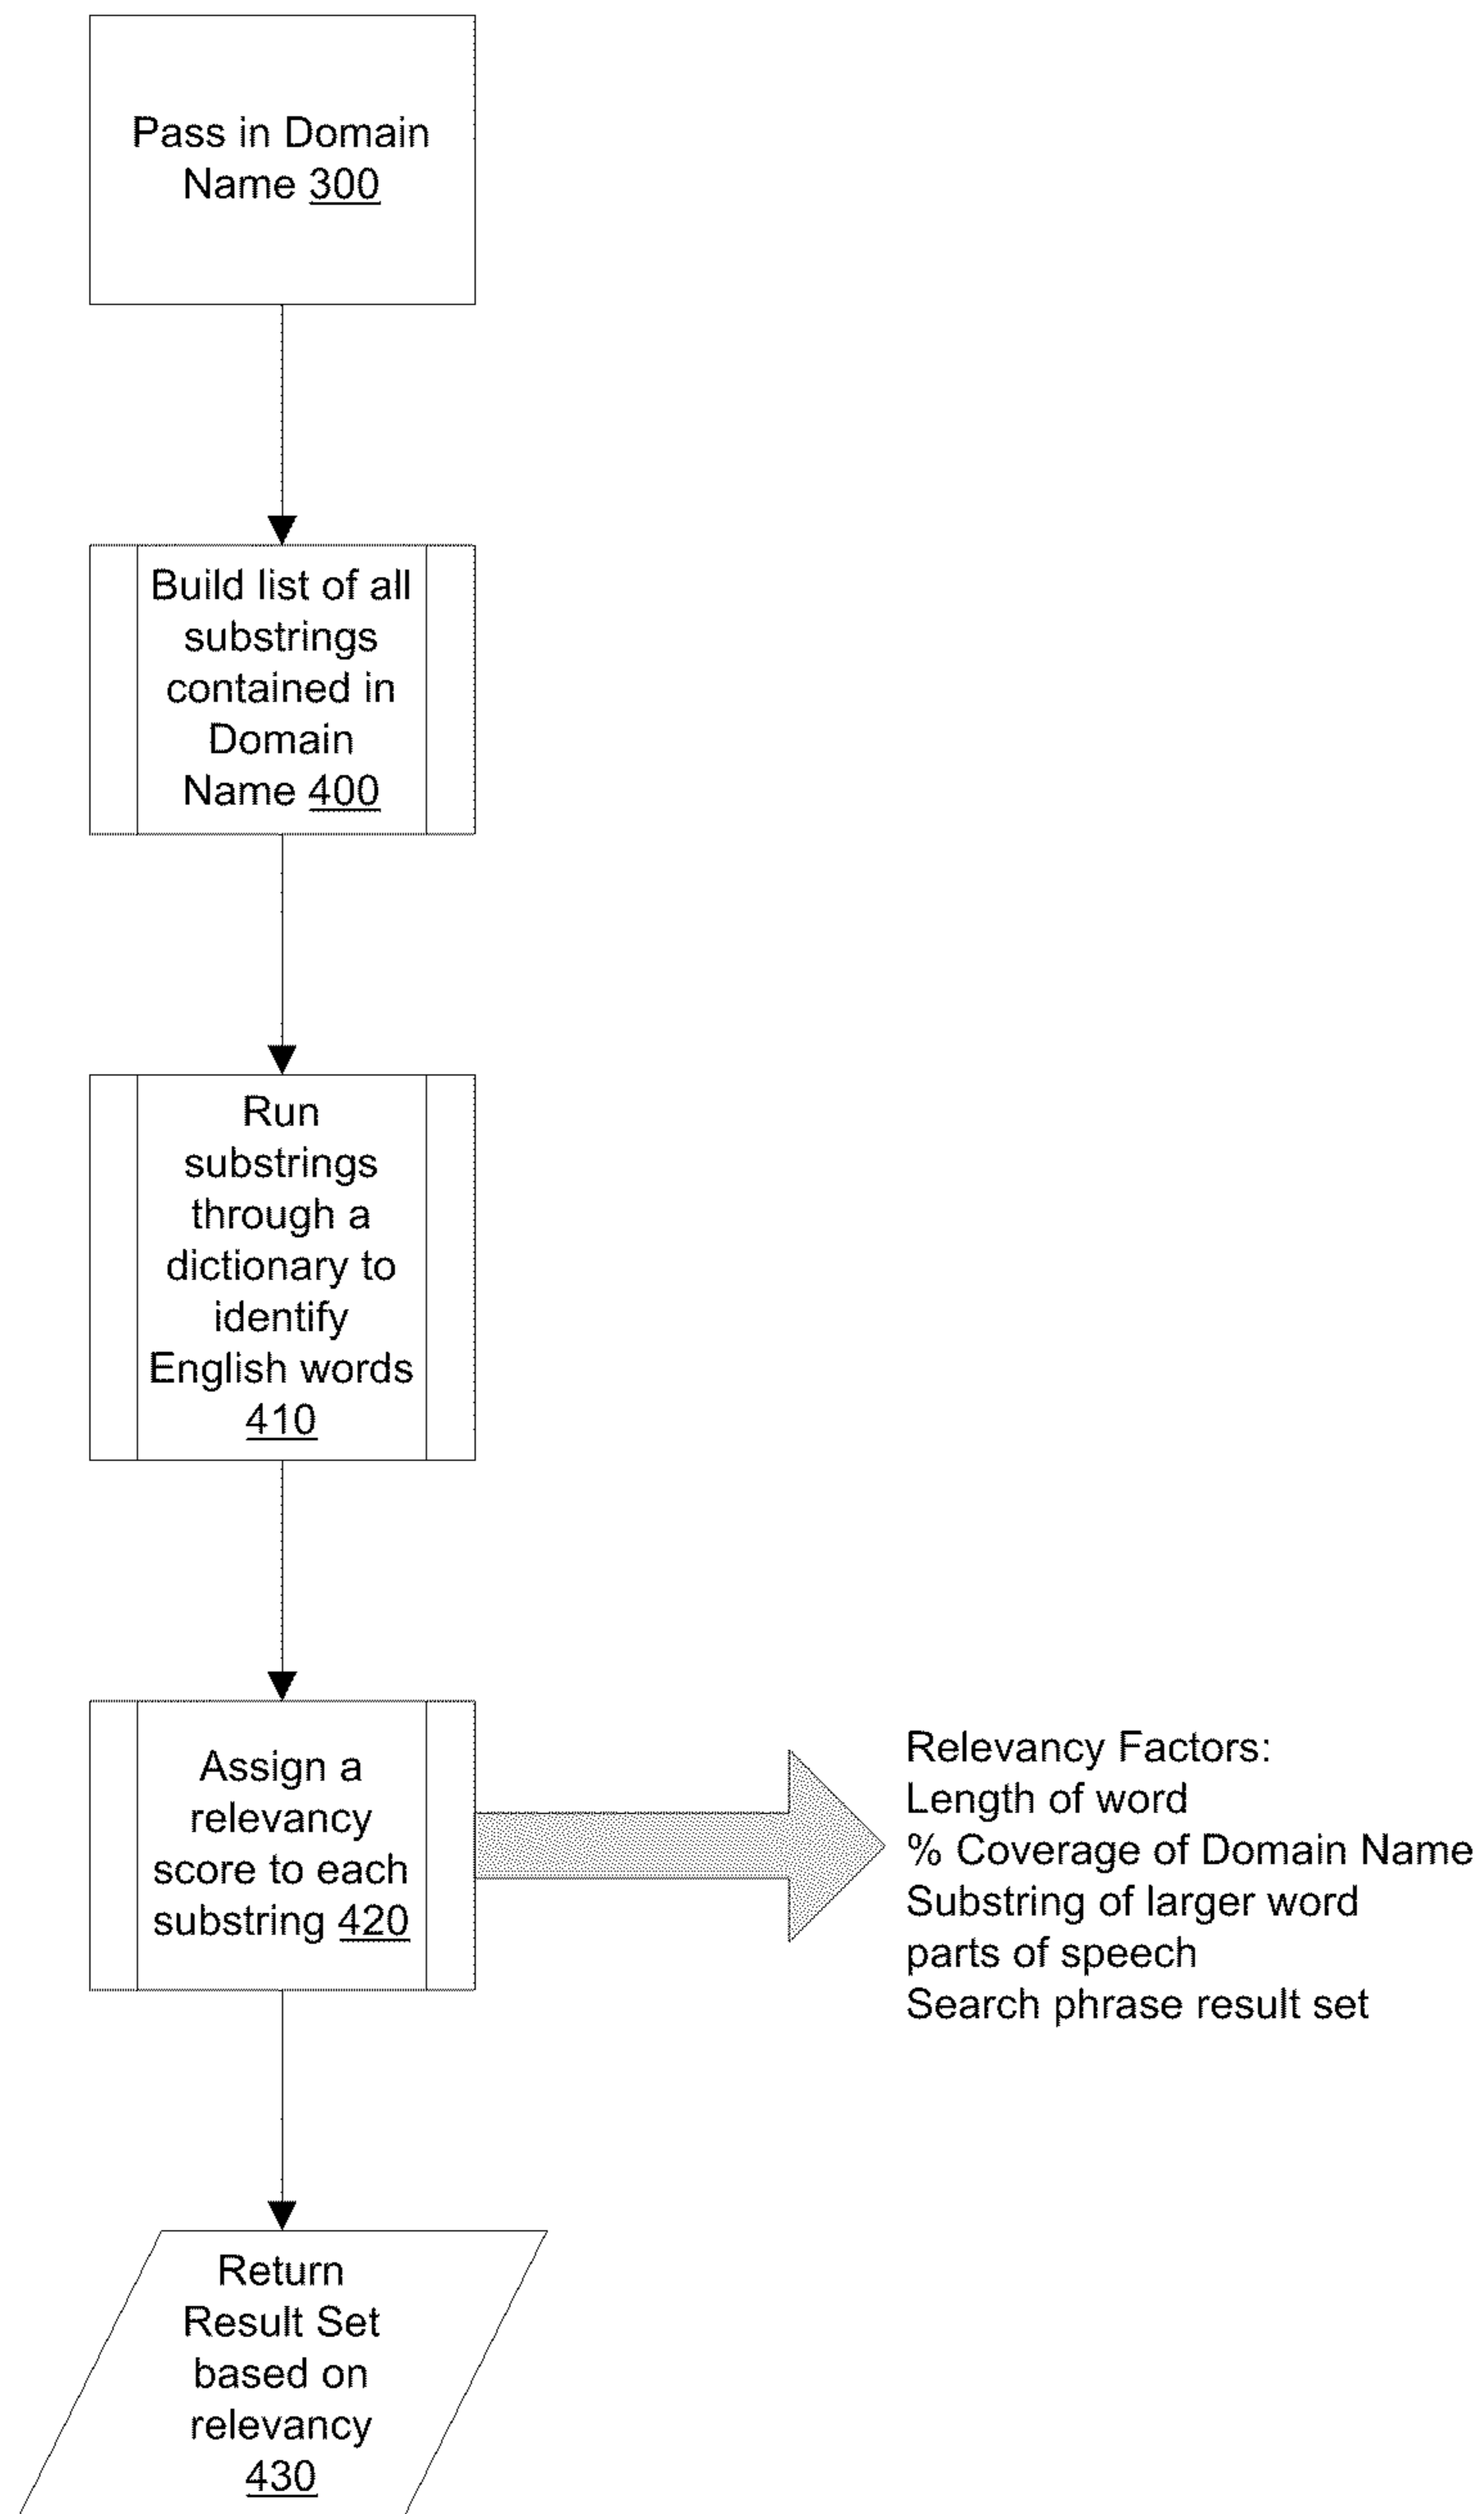 Pass in Domain
Name 300
Build list of all
substrings
contained in
Domain
Name 400
Run
substrings
through a
dictionary to
identify
English words
410
Assign a
relevancy
score to each
substring 420
Relevancy Factors:
Length of word
% Coverage of Domain Name
Substring of larger word
parts of speech
Search phrase result set
Return
Result Set
based on
relevancy
430